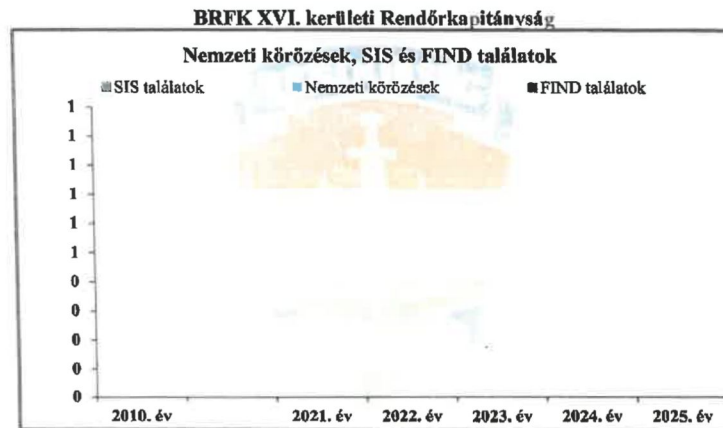 BRFK XVI. kerületi Rendőrkapitányság
Nemzeti körözések, SIS és FIND találatok
SIS találatok Nemzeti körözések FIND találatok
1
1
1
1
1
1
0
0
0
0
0
2010. év 2021. év 2022. év 2023. év 2024. év 2025. év